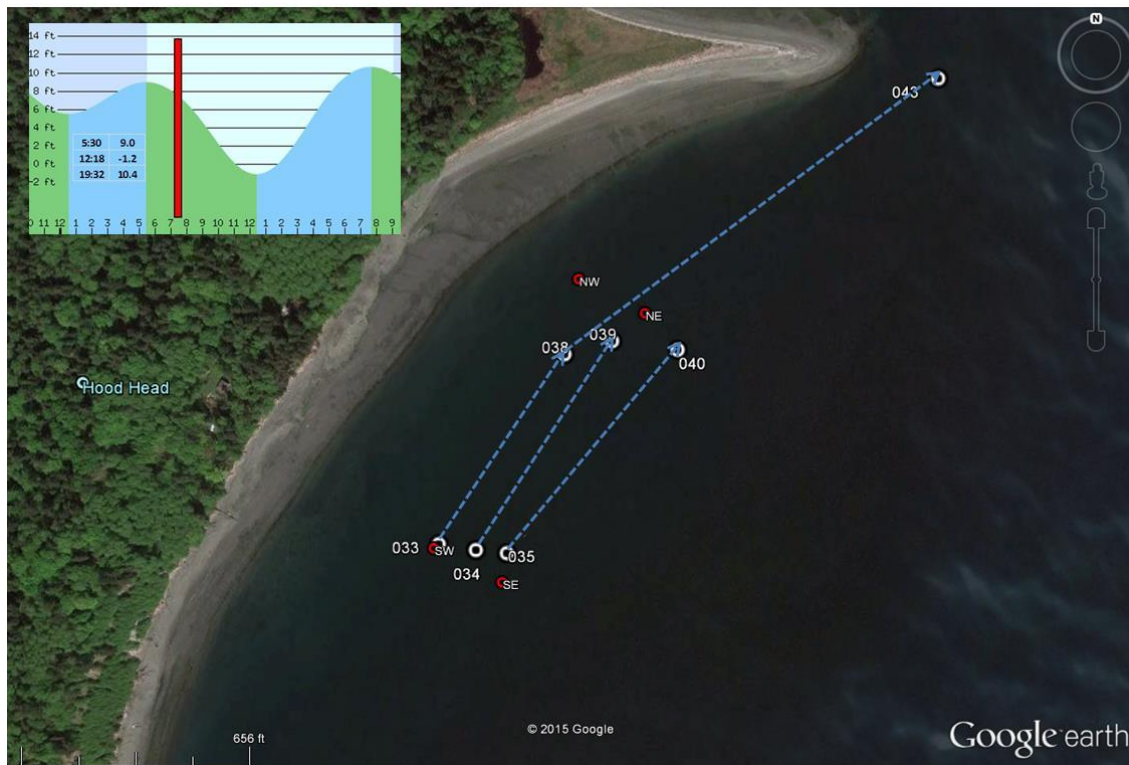 14 ft
12 ft
10 ft
8 ft
6 ft
4 ft
2 ft
0 ft
-2 ft
5:30 9.0
12:18 -1.2
19:32 10.4
0 11 12 1 2 3 4 5 6 7 8 9 10 11 12 1 2 3 4 5 6 7 8 9
N
043
NW
NE
039
038
040
Hood Head
033
SW
034
035
SE
656 ft
© 2015 Google
Google earth